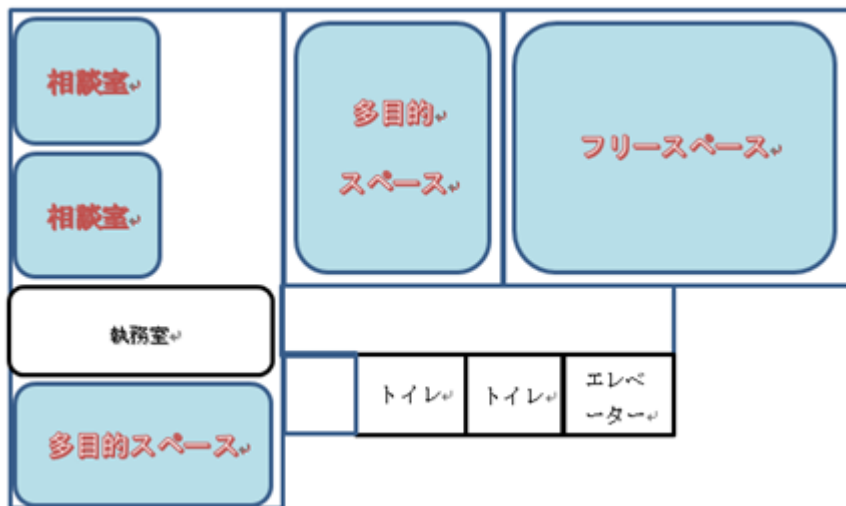 相談室
多目的
スペース
フリースペース
相談室
執務室
トイレ
トイレ
エレベ
ーター
多目的スペース